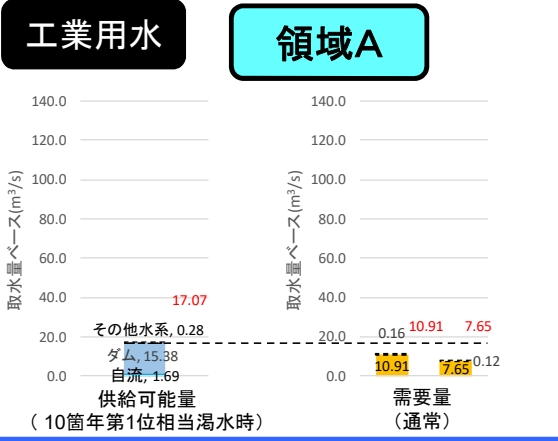 工業用水
領域A
140.0
120.0
100.0
80.0
60.0
40.0
20.0
0.0
取水量ベース(m³/s)
17.07
その他水系, 0.28
ダム, 15.38
自流, 1.69
供給可能量
（ 10箇年第1位相当渇水時）
140.0
120.0
100.0
80.0
60.0
40.0
20.0
0.0
取水量ベース(m³/s)
0.16
10.91
7.65
10.91
7.65
0.12
需要量
（通常）